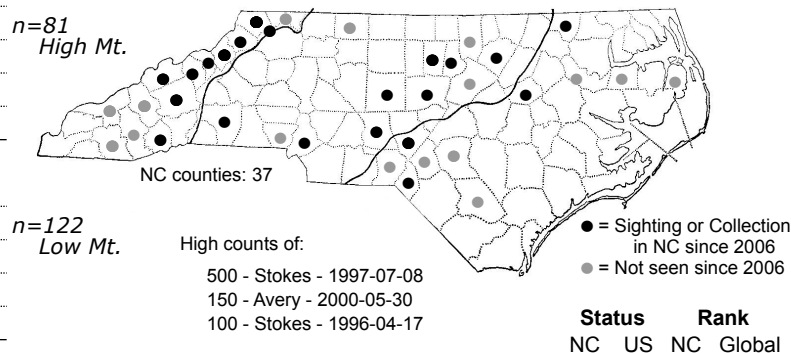 n=81
High Mt.
NC counties: 37
n=122
Low Mt.
High counts of:
500 - Stokes - 1997-07-08
150 - Avery - 2000-05-30
100 - Stokes - 1996-04-17
= Sighting or Collection
in NC since 2006
= Not seen since 2006
Status Rank
NC US NC Global